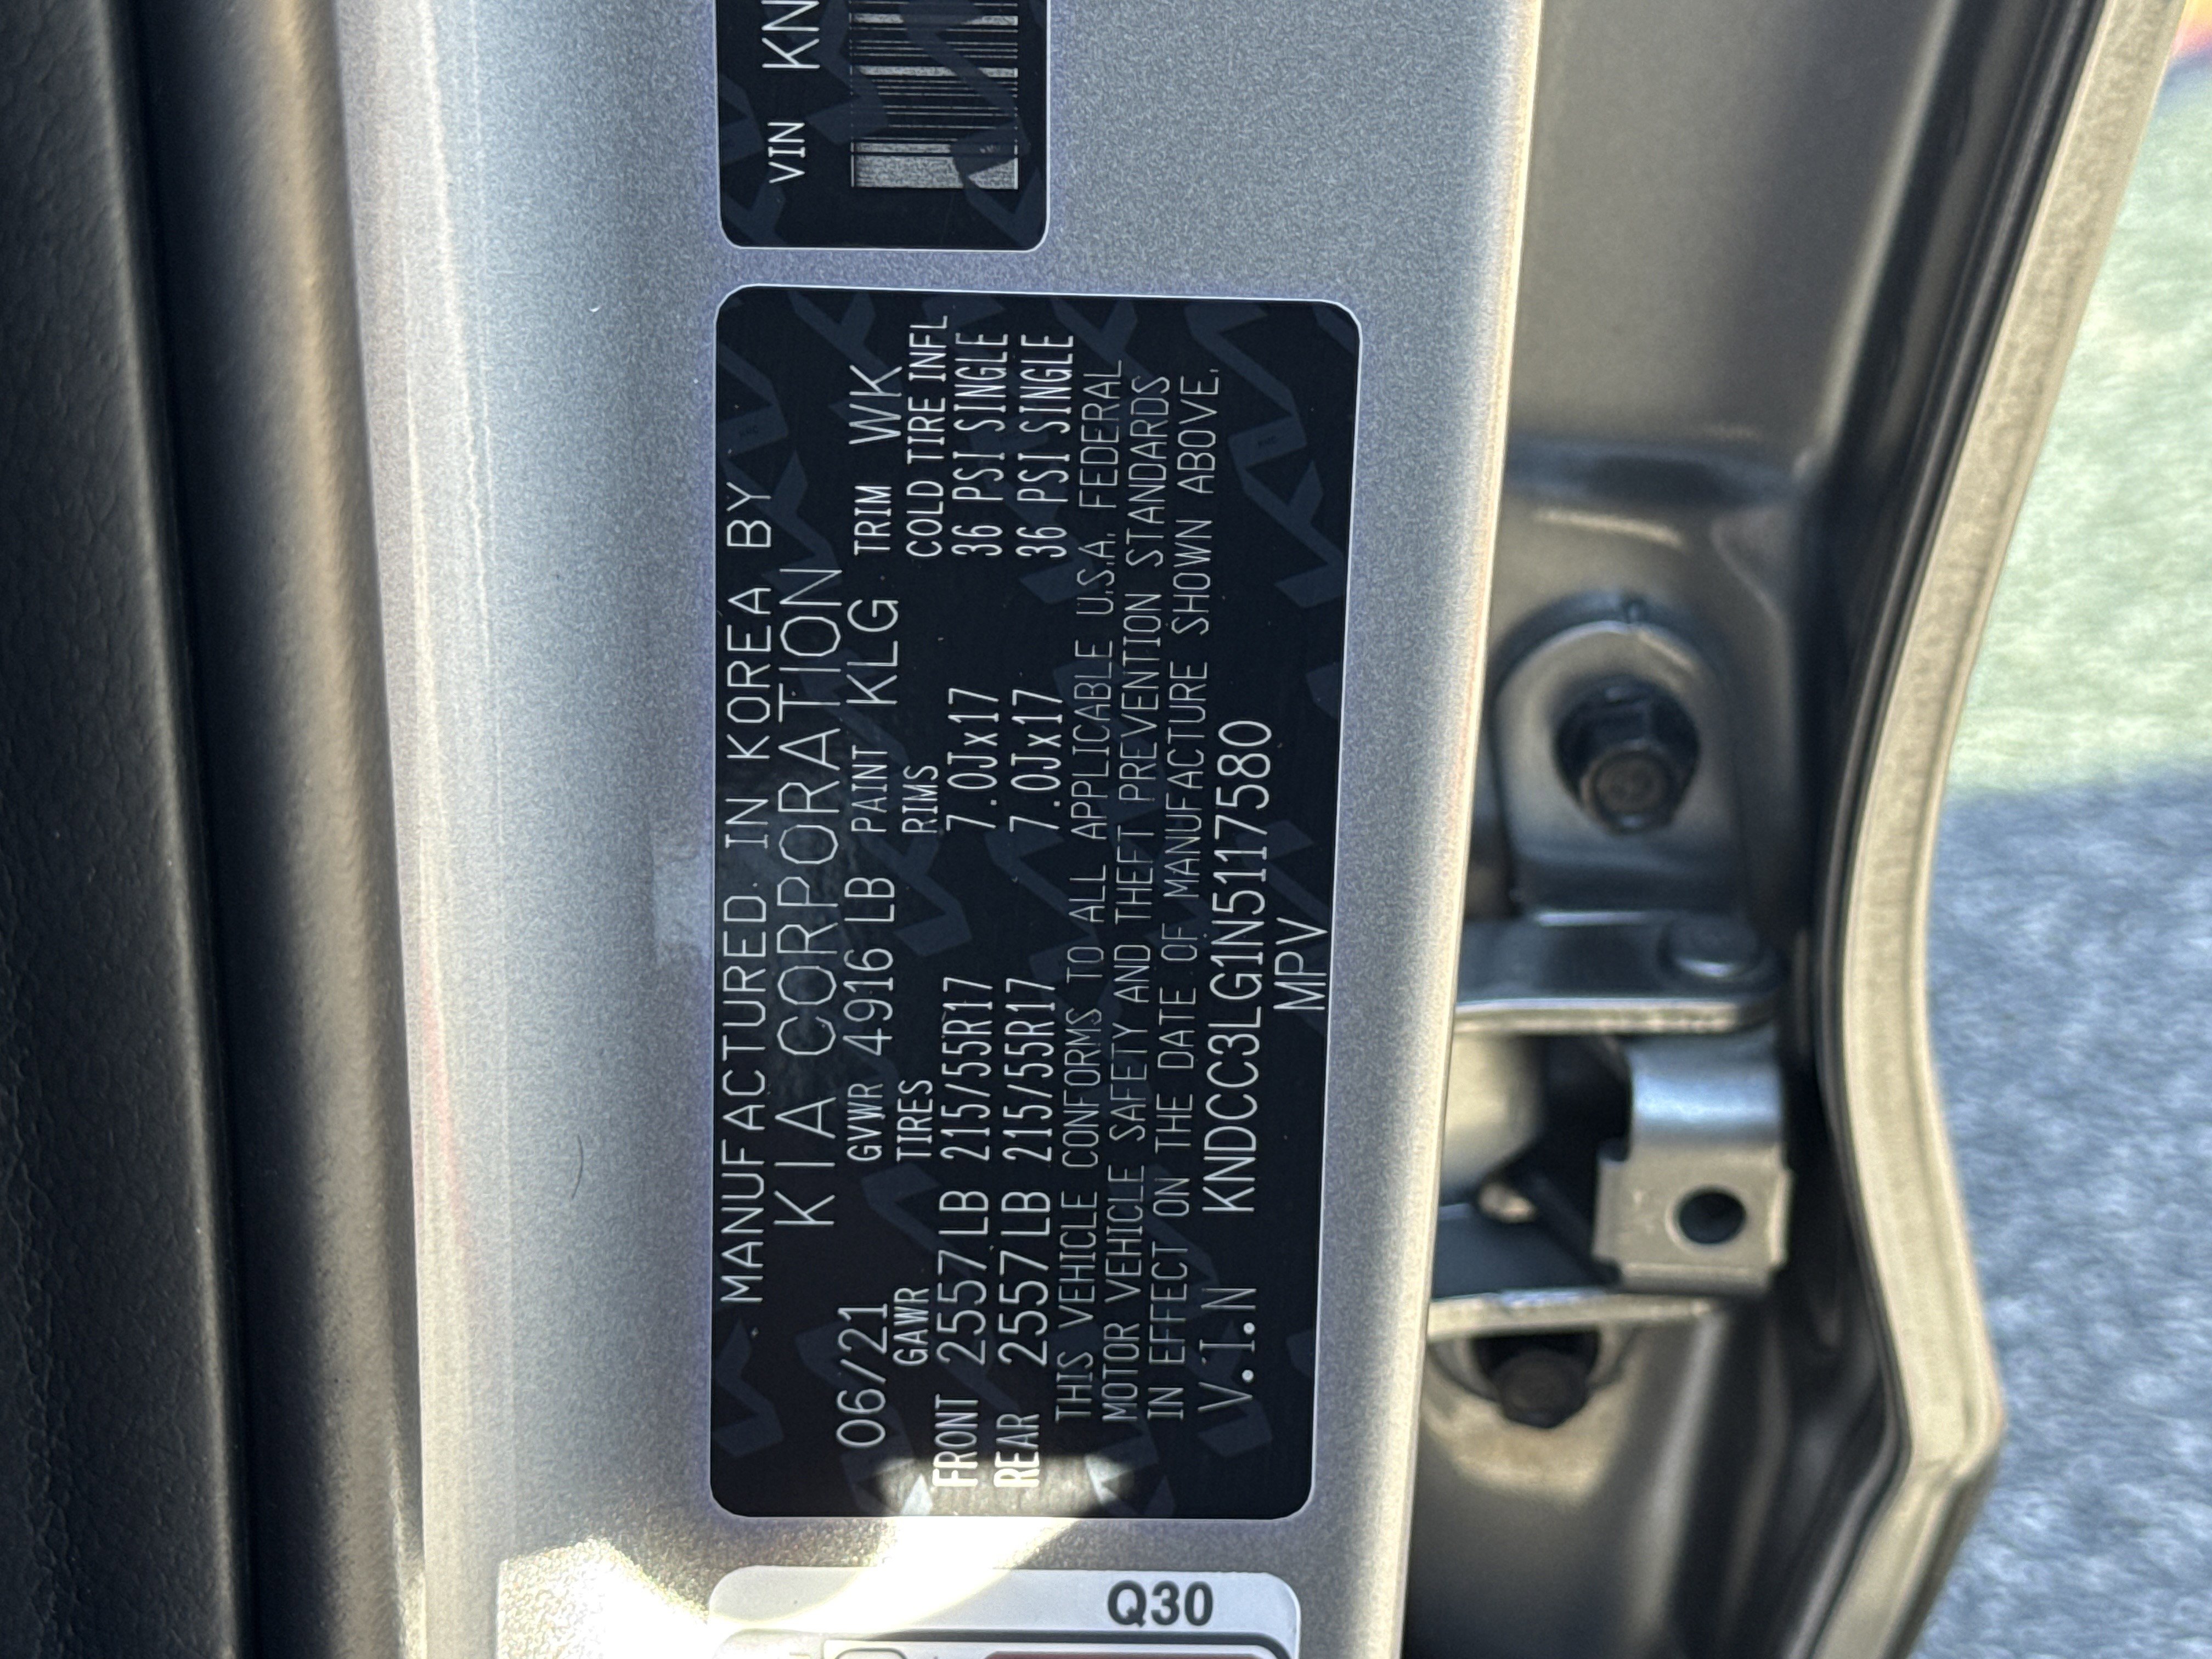 VIN KN
MANUFACTURED IN KOREA BY
KIA CORPORATION
06/21 GVWR 4916 LB PAINT KLG TRIM WK
GAWR TIRES RIMS COLD TIRE INFL
FRONT 2557 LB 215/55R17 7.0Jx17 36 PSI SINGLE
REAR 2557 LB 215/55R17 7.0Jx17 36 PSI SINGLE
THIS VEHICLE CONFORMS TO ALL APPLICABLE U.S.A. FEDERAL
MOTOR VEHICLE SAFETY AND THEFT PREVENTION STANDARDS
IN EFFECT ON THE DATE OF MANUFACTURE SHOWN ABOVE.
V.I.N KNDCC3LG1N5117580
MPV
Q30